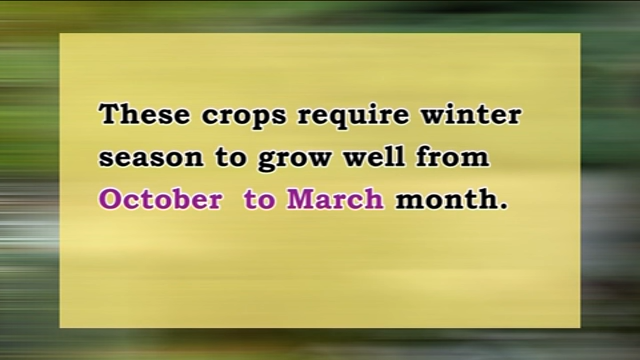 These crops require winter
season to grow well from
October to March month.